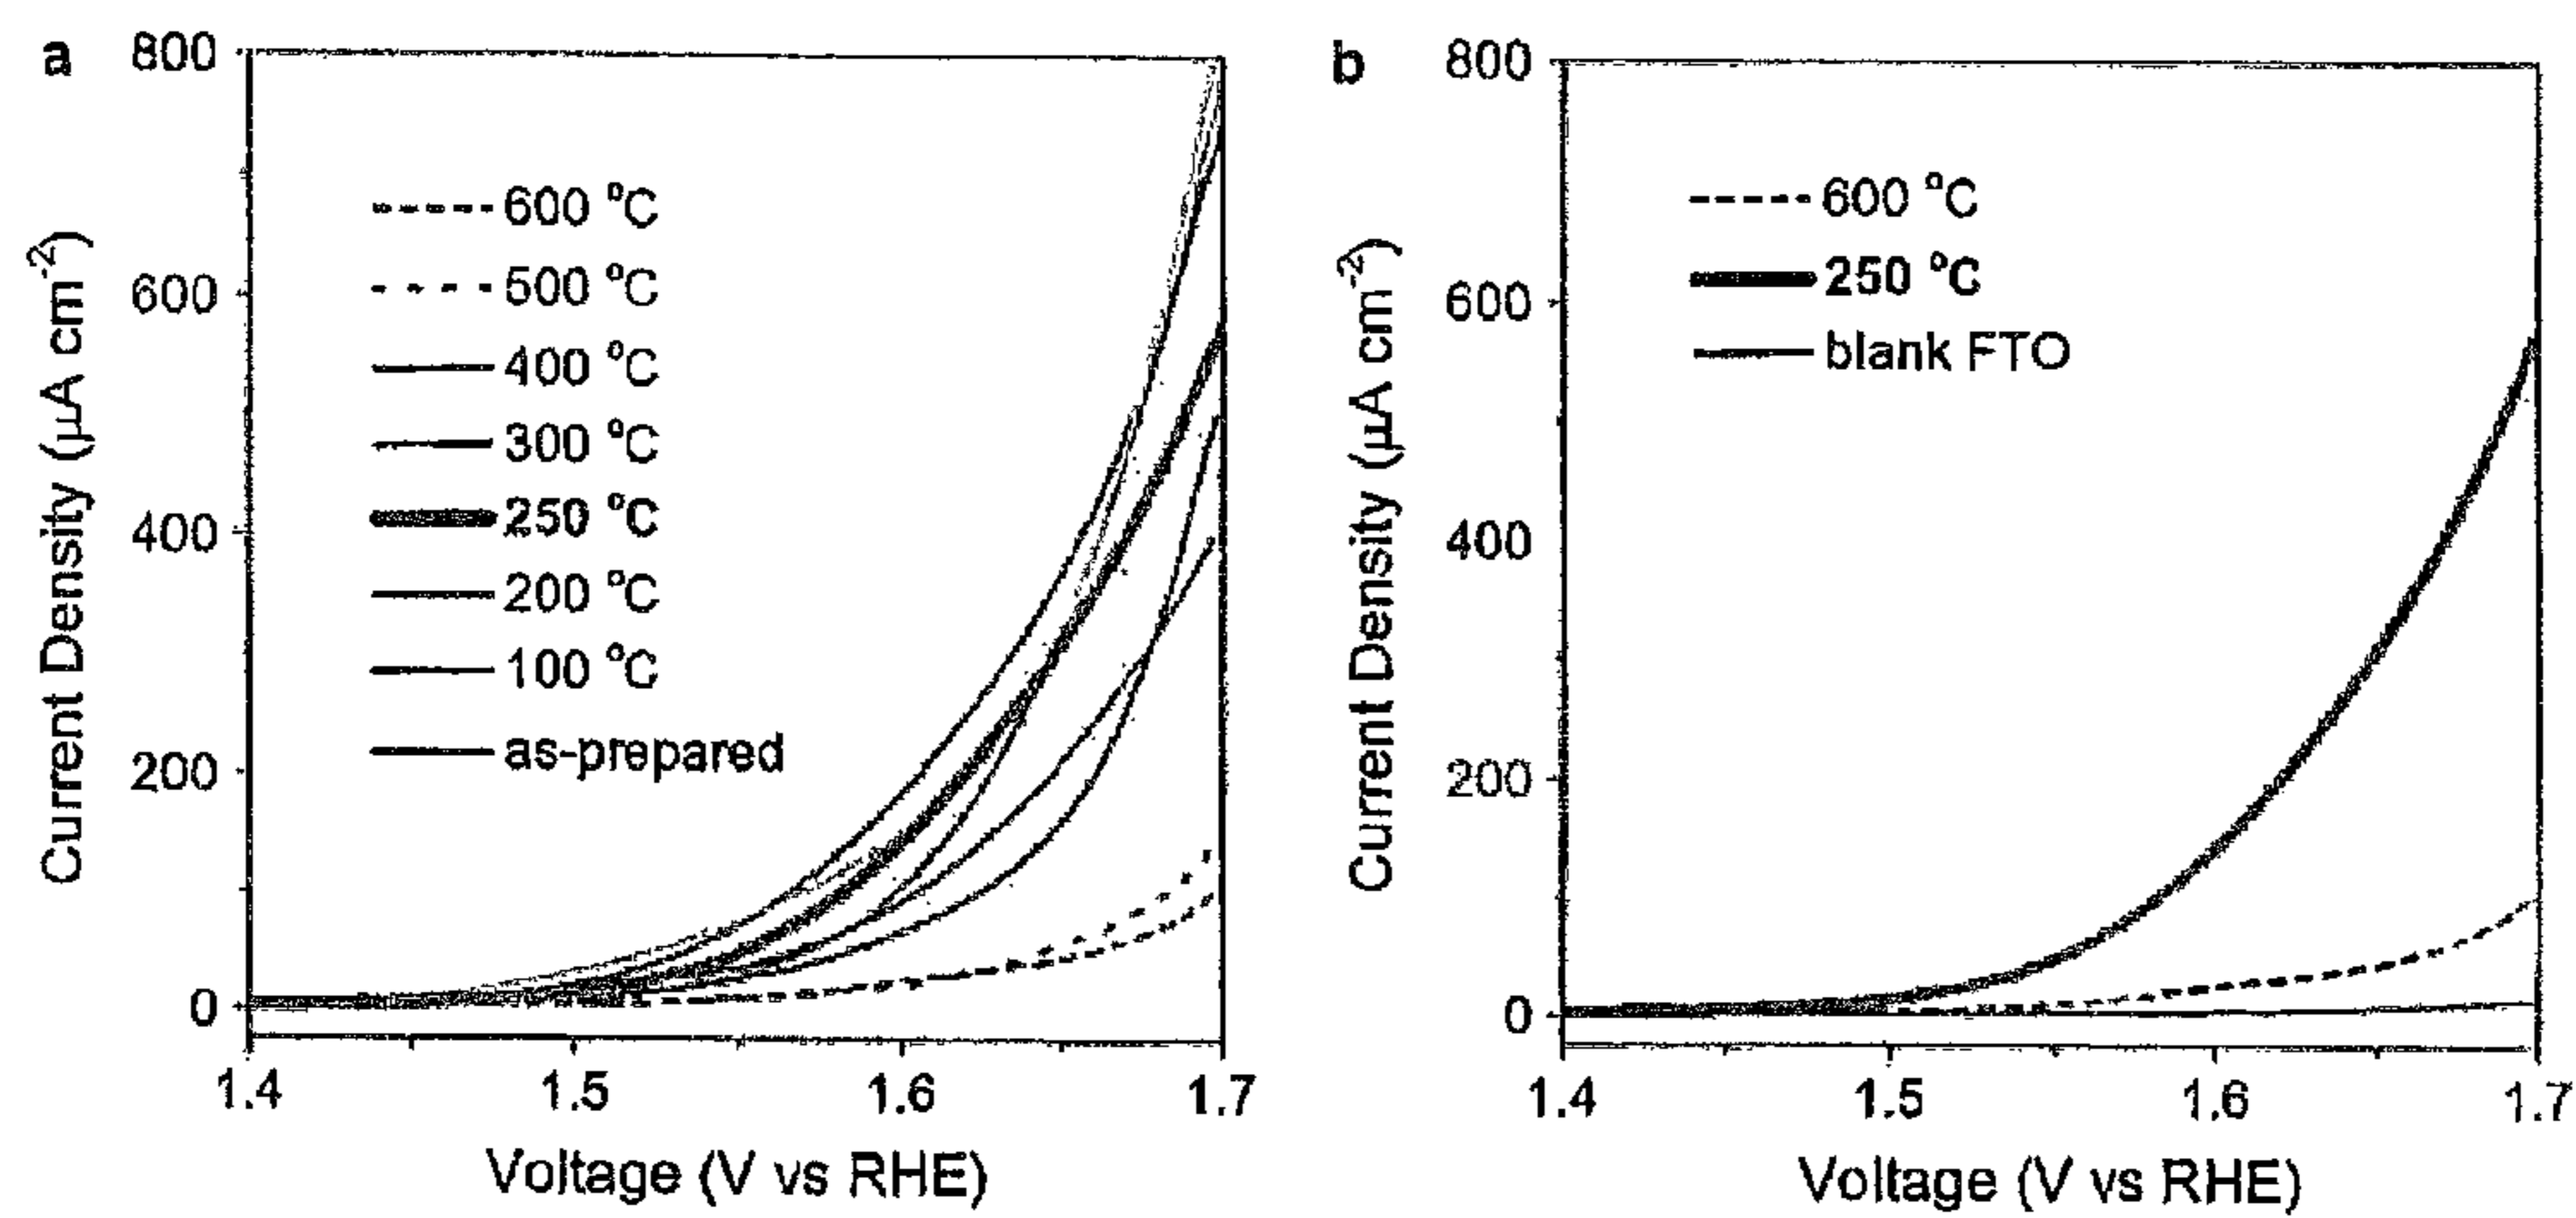 a
800
600
400
200
0
Current Density (µA cm-2)
600 °C
500 °C
400 °C
300 °C
250 °C
200 °C
100 °C
as-prepared
1.4 1.5 1.6 1.7
Voltage (V vs RHE)
b
800
600
400
200
0
Current Density (µA cm-2)
600 °C
250 °C
blank FTO
1.4 1.5 1.6 1.7
Voltage (V vs RHE)